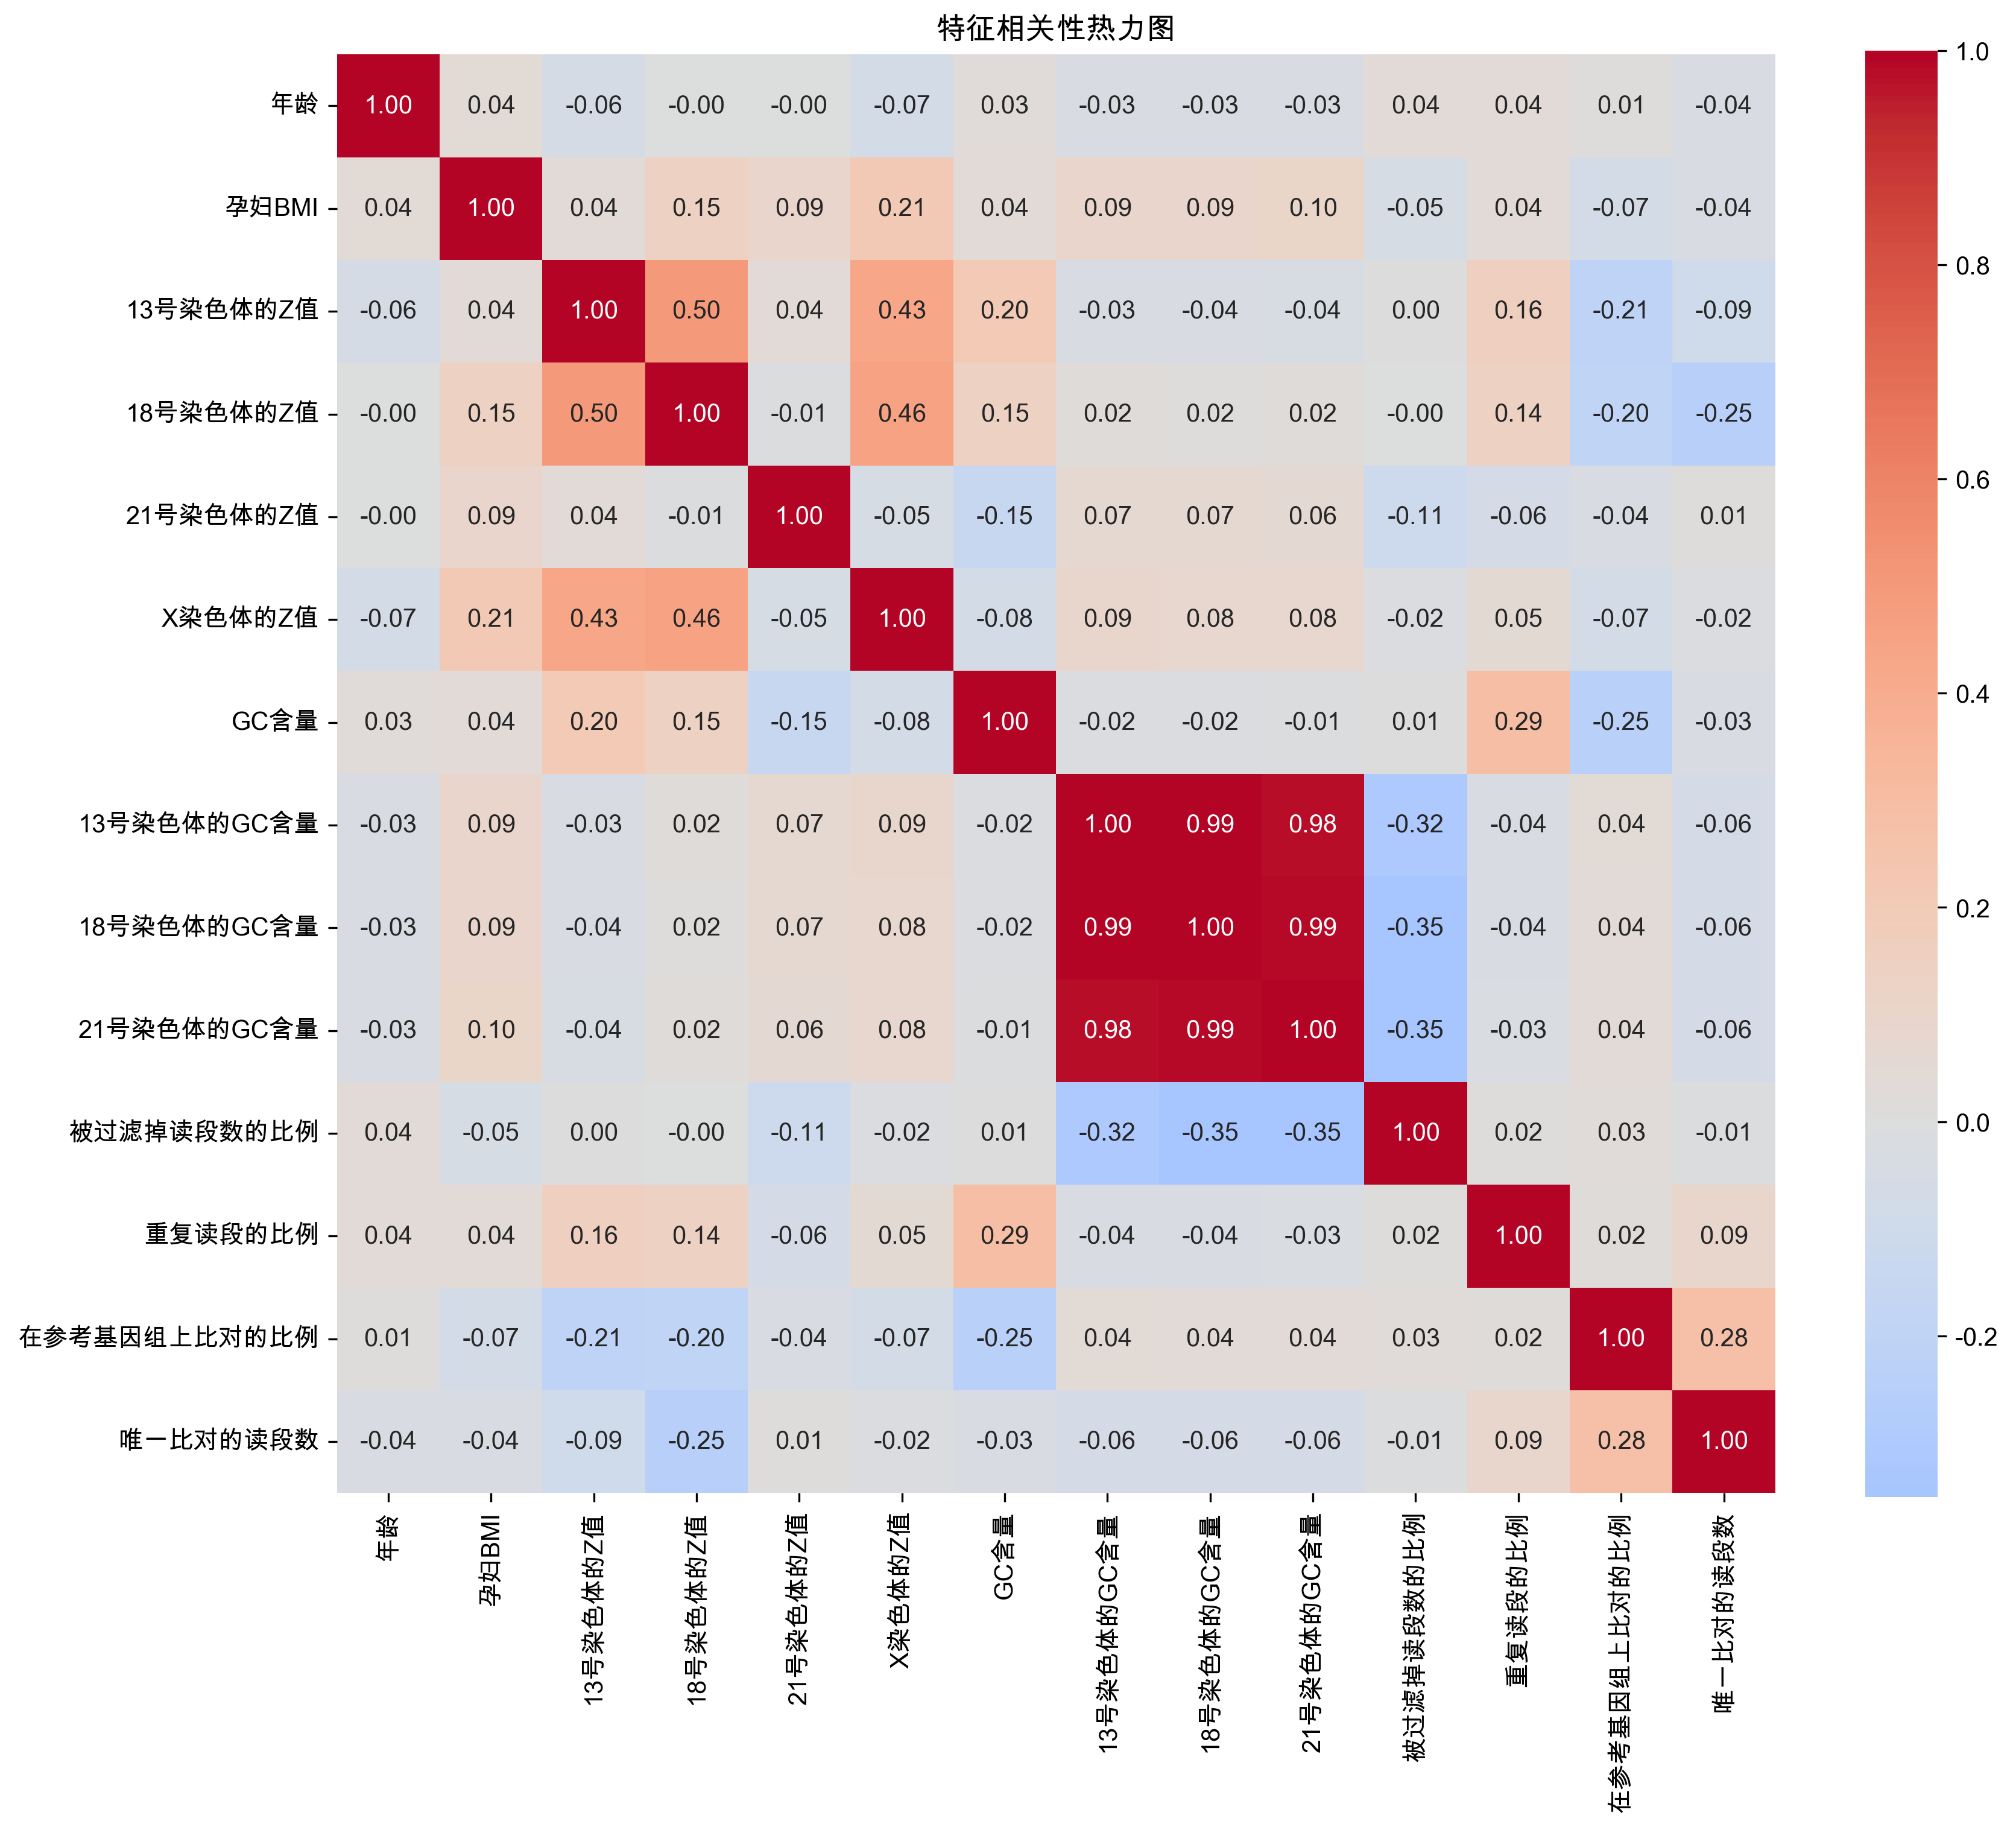 特征相关性热力图
年龄 1.00 0.04 -0.06 -0.00 -0.00 -0.07 0.03 -0.03 -0.03 -0.03 0.04 0.04 0.01 -0.04
孕妇BMI 0.04 1.00 0.04 0.15 0.09 0.21 0.04 0.09 0.09 0.10 -0.05 0.04 -0.07 -0.04
13号染色体的Z值 -0.06 0.04 1.00 0.50 0.04 0.43 0.20 -0.03 -0.04 -0.04 0.00 0.16 -0.21 -0.09
18号染色体的Z值 -0.00 0.15 0.50 1.00 -0.01 0.46 0.15 0.02 0.02 0.02 -0.00 0.14 -0.20 -0.25
21号染色体的Z值 -0.00 0.09 0.04 -0.01 1.00 -0.05 -0.15 0.07 0.07 0.06 -0.11 -0.06 -0.04 0.01
X染色体的Z值 -0.07 0.21 0.43 0.46 -0.05 1.00 -0.08 0.09 0.08 0.08 -0.02 0.05 -0.07 -0.02
GC含量 0.03 0.04 0.20 0.15 -0.15 -0.08 1.00 -0.02 -0.02 -0.01 0.01 0.29 -0.25 -0.03
13号染色体的GC含量 -0.03 0.09 -0.03 0.02 0.07 0.09 -0.02 1.00 0.99 0.98 -0.32 -0.04 0.04 -0.06
18号染色体的GC含量 -0.03 0.09 -0.04 0.02 0.07 0.08 -0.02 0.99 1.00 0.99 -0.35 -0.04 0.04 -0.06
21号染色体的GC含量 -0.03 0.10 -0.04 0.02 0.06 0.08 -0.01 0.98 0.99 1.00 -0.35 -0.03 0.04 -0.06
被过滤掉读段数的比例 0.04 -0.05 0.00 -0.00 -0.11 -0.02 0.01 -0.32 -0.35 -0.35 1.00 0.02 0.03 -0.01
重复读段的比例 0.04 0.04 0.16 0.14 -0.06 0.05 0.29 -0.04 -0.04 -0.03 0.02 1.00 0.02 0.09
在参考基因组上比对的比例 0.01 -0.07 -0.21 -0.20 -0.04 -0.07 -0.25 0.04 0.04 0.04 0.03 0.02 1.00 0.28
唯一比对的读段数 -0.04 -0.04 -0.09 -0.25 0.01 -0.02 -0.03 -0.06 -0.06 -0.06 -0.01 0.09 0.28 1.00
年龄
孕妇BMI
13号染色体的Z值
18号染色体的Z值
21号染色体的Z值
X染色体的Z值
GC含量
13号染色体的GC含量
18号染色体的GC含量
21号染色体的GC含量
被过滤掉读段数的比例
重复读段的比例
在参考基因组上比对的比例
唯一比对的读段数
1.0
0.8
0.6
0.4
0.2
0.0
-0.2